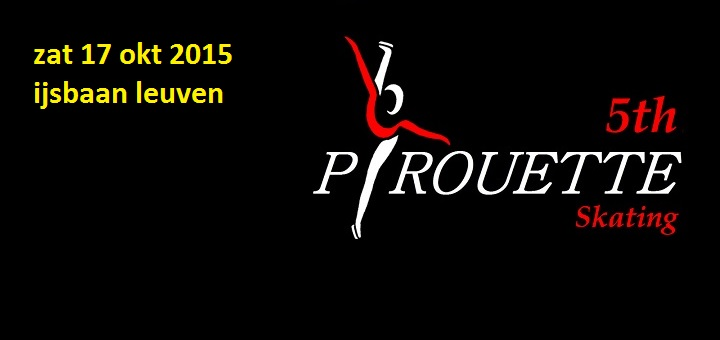 zat 17 okt 2015
ijsbaan leuven
5th
PIROUETTE
Skating